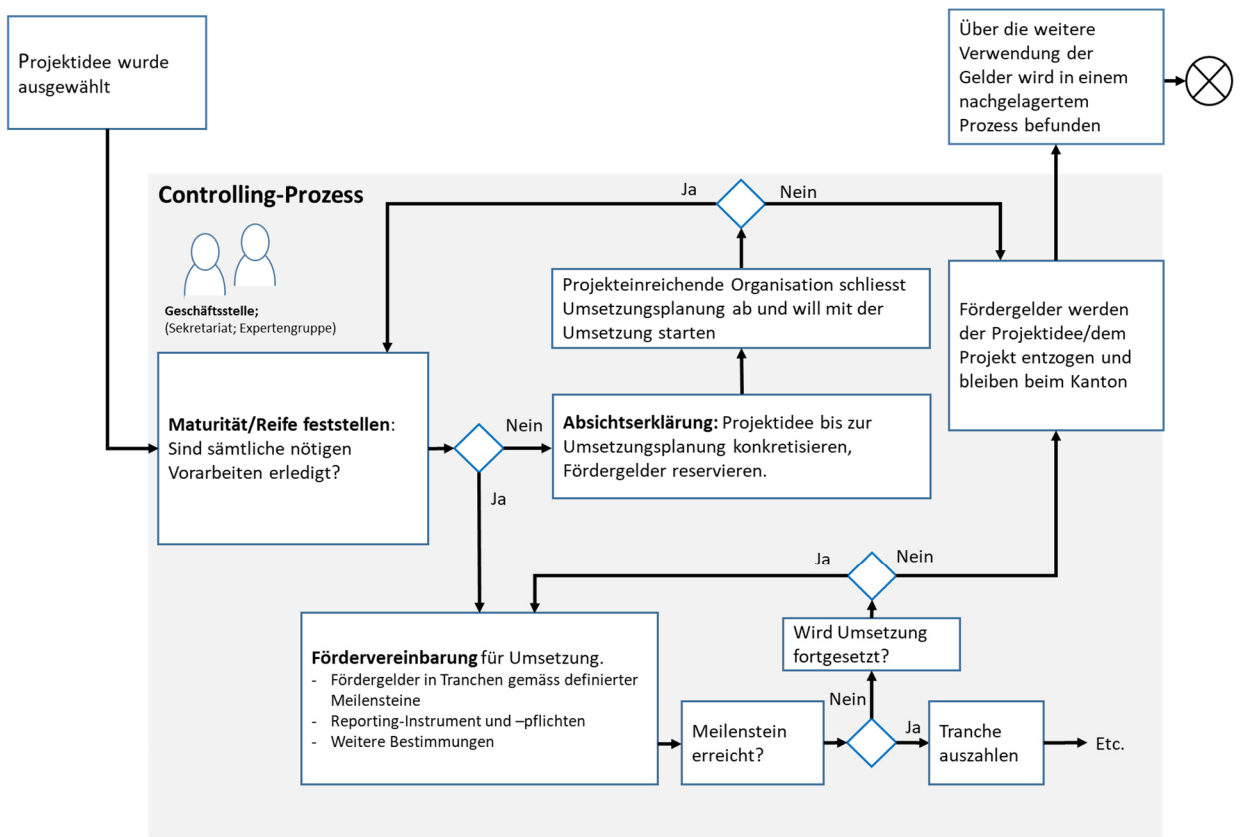 Projektidee wurde
ausgewählt
Über die weitere
Verwendung der
Gelder wird in einem
nachgelagertem
Prozess befunden
Controlling-Prozess
Geschäftsstelle;
(Sekretariat; Expertengruppe)
Ja
Nein
Projekteinreichende Organisation schliesst
Umsetzungsplanung ab und will mit der
Umsetzung starten
Fördergelder werden
der Projektidee/dem
Projekt entzogen und
bleiben beim Kanton
Maturität/Reife feststellen:
Sind sämtliche nötigen
Vorarbeiten erledigt?
Nein
Ja
Absichtserklärung: Projektidee bis zur
Umsetzungsplanung konkretisieren,
Fördergelder reservieren.
Ja
Nein
Wird Umsetzung
fortgesetzt?
Fördervereinbarung für Umsetzung.
- Fördergelder in Tranchen gemäss definierter
Meilensteine
- Reporting-Instrument und –pflichten
- Weitere Bestimmungen
Meilenstein
erreicht?
Nein
Ja
Tranche
auszahlen
Etc.